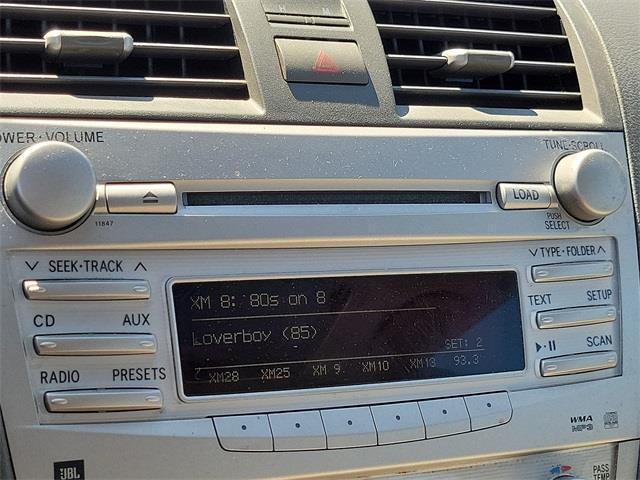 H M
POWER·VOLUME
TUNE·SCROLL
LOAD
11847
PUSH
SELECT
∨ SEEK·TRACK ∧
∨ TYPE·FOLDER ∧
XM 8: '80s on 8
TEXT SETUP
CD AUX
Loverboy (85)
SET: 2
SCAN
RADIO PRESETS
XM28 XM25 XM 9 XM10 XM13 93.3
WMA
MP3
JBL
PASS
TEMP